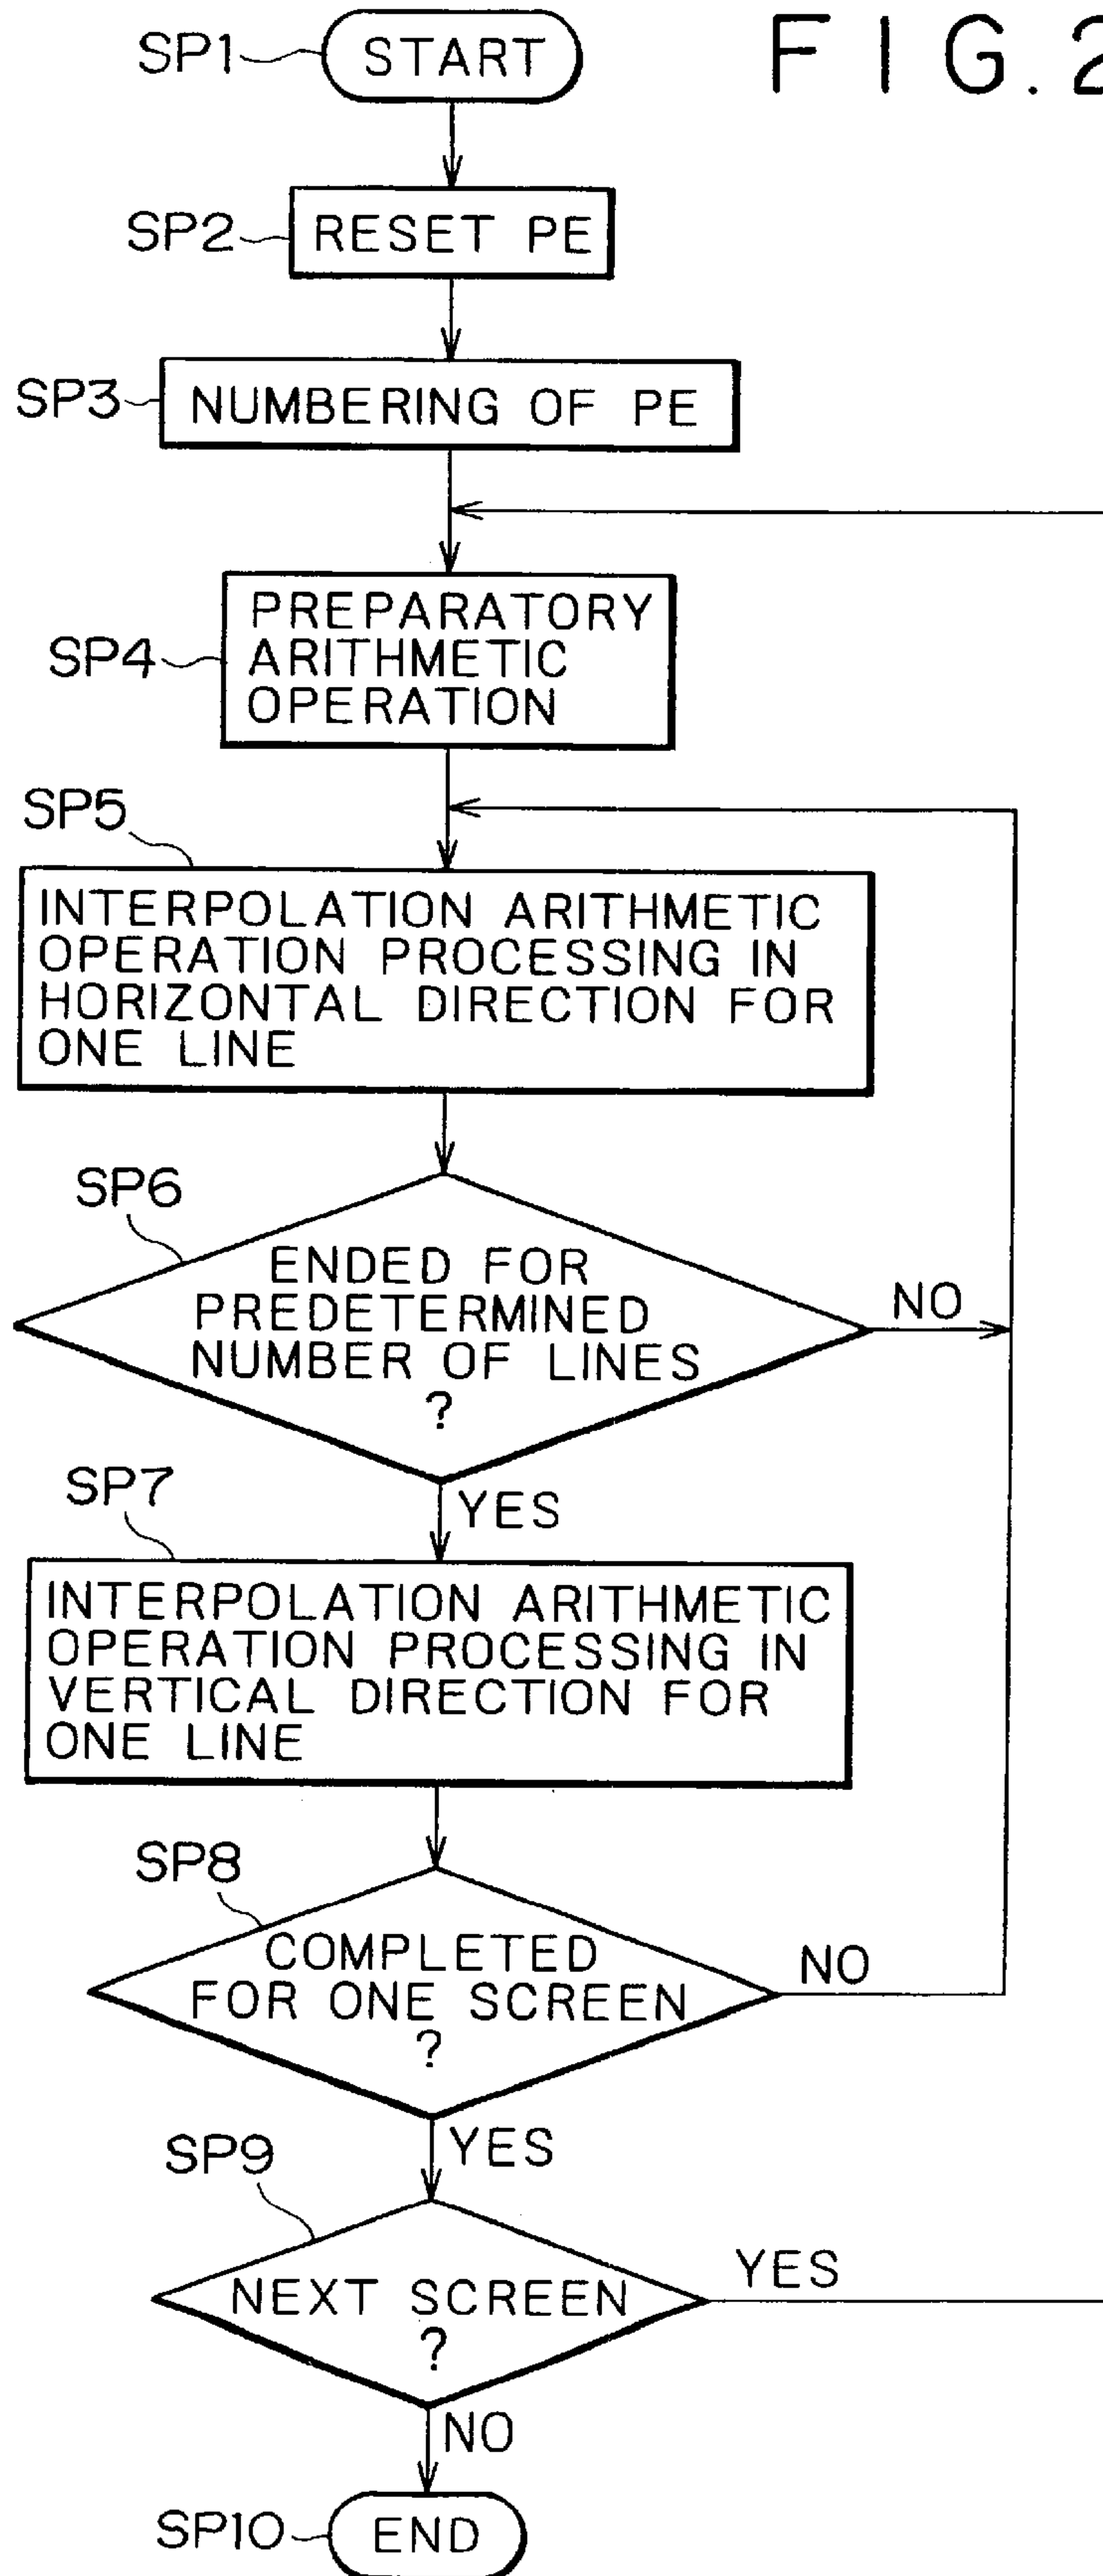 SP1
START
F I G. 2
SP2
RESET PE
SP3
NUMBERING OF PE
SP4
PREPARATORY
ARITHMETIC
OPERATION
SP5
INTERPOLATION ARITHMETIC
OPERATION PROCESSING IN
HORIZONTAL DIRECTION FOR
ONE LINE
SP6
ENDED FOR
PREDETERMINED
NUMBER OF LINES
?
NO
YES
SP7
INTERPOLATION ARITHMETIC
OPERATION PROCESSING IN
VERTICAL DIRECTION FOR
ONE LINE
SP8
COMPLETED
FOR ONE SCREEN
?
NO
YES
SP9
NEXT SCREEN
?
YES
NO
SP10
END